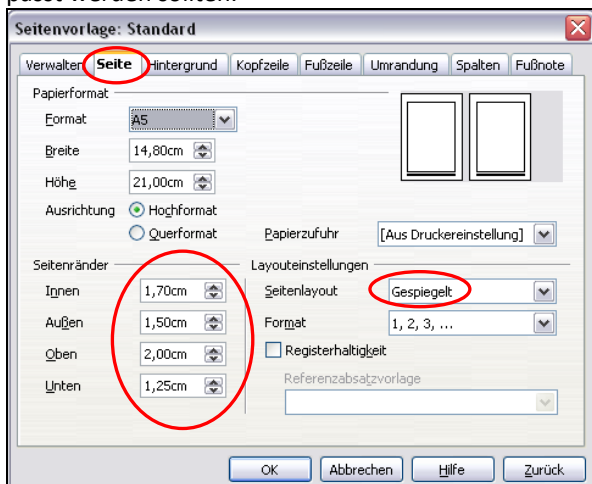 passt werden sollten.
Seitenvorlage: Standard
Verwalten Seite Hintergrund Kopfzeile Fußzeile Umrandung Spalten Fußnote
Papierformat
Format A5
Breite 14,80cm
Höhe 21,00cm
Ausrichtung Hochformat
Querformat Papierzufuhr [Aus Druckereinstellung]
Seitenränder Layouteinstellungen
Innen 1,70cm Seitenlayout Gespiegelt
Außen 1,50cm Format 1, 2, 3, ...
Oben 2,00cm Registerhaltigkeit
Unten 1,25cm Referenzabsatzvorlage
OK Abbrechen Hilfe Zurück